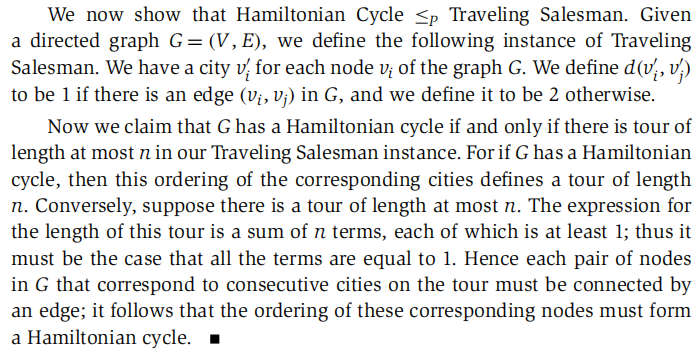 We now show that Hamiltonian Cycle ≤P Traveling Salesman. Given
a directed graph G = (V, E), we define the following instance of Traveling
Salesman. We have a city v′i for each node vi of the graph G. We define d(v′i, v′j)
to be 1 if there is an edge (vi, vj) in G, and we define it to be 2 otherwise.
Now we claim that G has a Hamiltonian cycle if and only if there is tour of
length at most n in our Traveling Salesman instance. For if G has a Hamiltonian
cycle, then this ordering of the corresponding cities defines a tour of length
n. Conversely, suppose there is a tour of length at most n. The expression for
the length of this tour is a sum of n terms, each of which is at least 1; thus it
must be the case that all the terms are equal to 1. Hence each pair of nodes
in G that correspond to consecutive cities on the tour must be connected by
an edge; it follows that the ordering of these corresponding nodes must form
a Hamiltonian cycle. ■